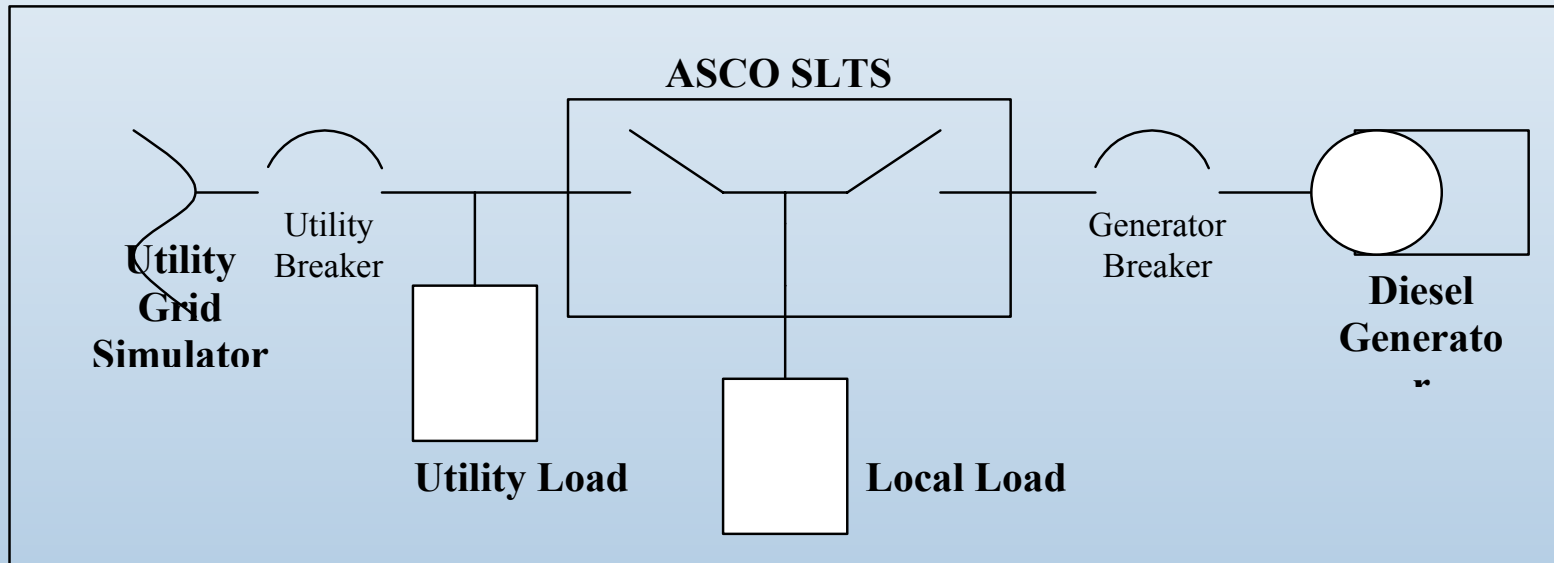 ASCO SLTS
Utility
Breaker
Generator
Breaker
Utility
Grid
Simulator
Diesel
Generato
r
Utility Load
Local Load